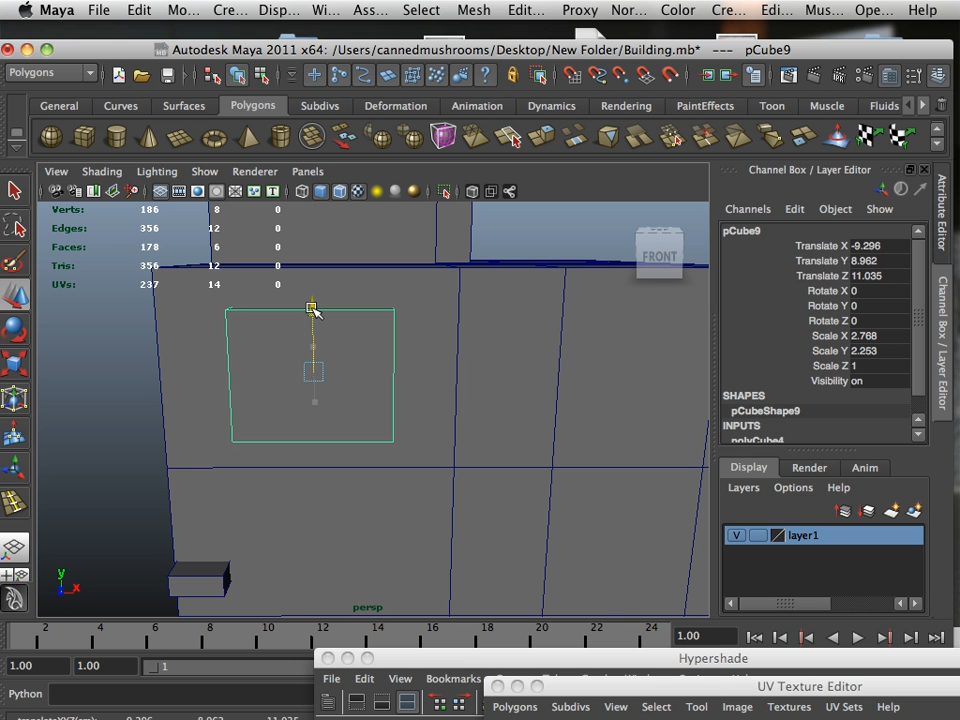 Maya File Edit Mo... Cre... Disp... Wi... Ass... Select Mesh Edit... Proxy Nor... Color Cre... Edi... Mus... Ope... Help
Autodesk Maya 2011 x64: /Users/cannedmushrooms/Desktop/New Folder/Building.mb* --- pCube9
Polygons
General Curves Surfaces Polygons Subdivs Deformation Animation Dynamics Rendering PaintEffects Toon Muscle Fluids
View Shading Lighting Show Renderer Panels
Verts: 186 8 0
Edges: 356 12 0
Faces: 178 6 0
Tris: 356 12 0
UVs: 237 14 0
FRONT
y
x
persp
Channel Box / Layer Editor
Channels Edit Object Show
pCube9
Translate X -9.296
Translate Y 8.962
Translate Z 11.035
Rotate X 0
Rotate Y 0
Rotate Z 0
Scale X 2.768
Scale Y 2.253
Scale Z 1
Visibility on
SHAPES
pCubeShape9
INPUTS
polyCube4
Display Render Anim
Layers Options Help
V layer1
Attribute Editor
Channel Box / Layer Editor
2 4 6 8 10 12 14 16 18 20 22 24 1.00
1.00 1.00 1
Python
Hypershade
File Edit View Bookmarks
UV Texture Editor
Polygons Subdivs View Select Tool Image Textures UV Sets Help